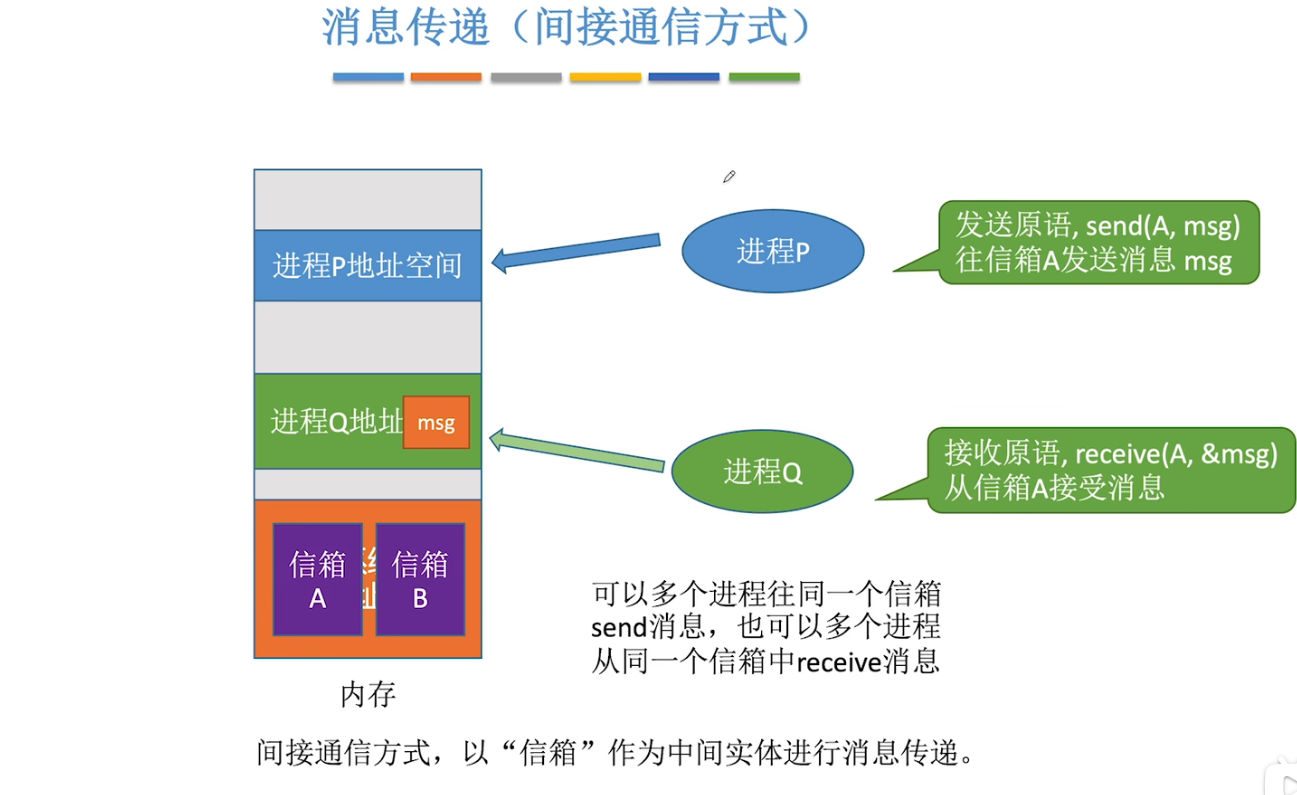 消息传递（间接通信方式）
进程P地址空间
进程P
发送原语, send(A, msg)
往信箱A发送消息 msg
进程Q地址
msg
进程Q
接收原语, receive(A, &msg)
从信箱A接受消息
信箱
A
信箱
B
可以多个进程往同一个信箱
send消息，也可以多个进程
从同一个信箱中receive消息
内存
间接通信方式，以“信箱”作为中间实体进行消息传递。